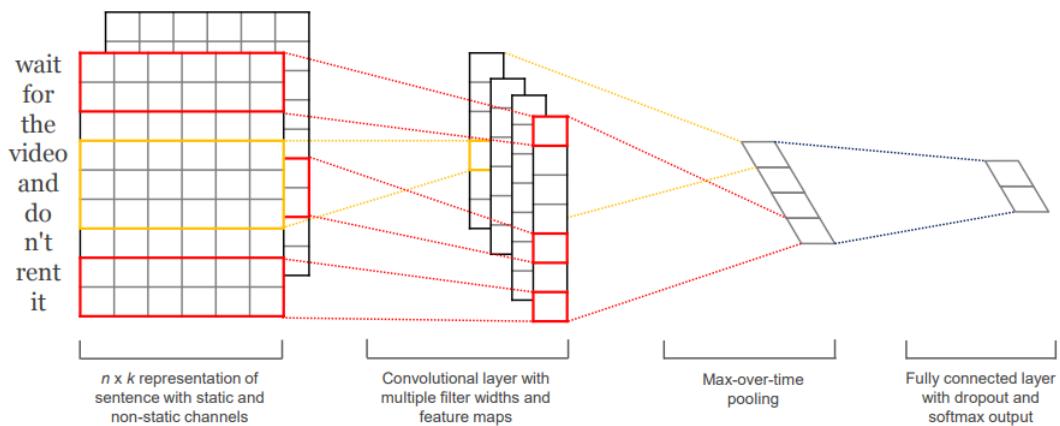 wait
for
the
video
and
do
n't
rent
it
n x k representation of
sentence with static and
non-static channels
Convolutional layer with
multiple filter widths and
feature maps
Max-over-time
pooling
Fully connected layer
with dropout and
softmax output